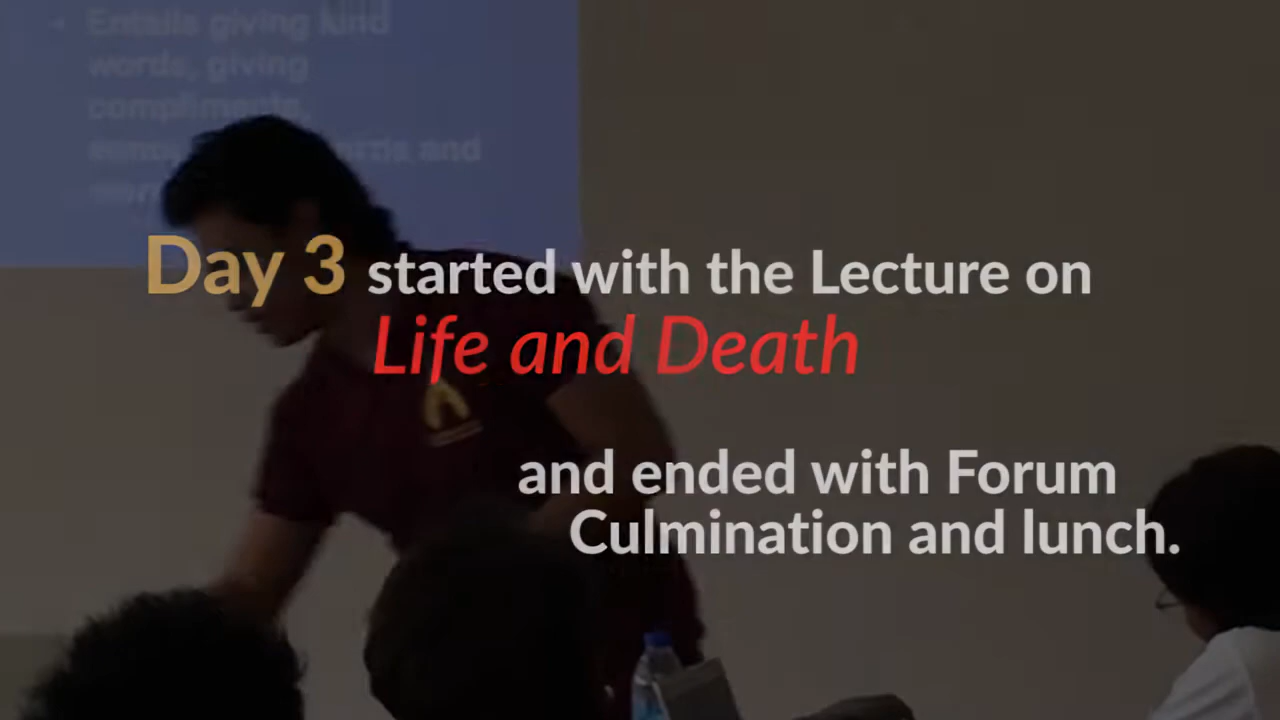 • Entails giving kind
words, giving
compliments,
and
Day 3 started with the Lecture on
Life and Death
and ended with Forum
Culmination and lunch.